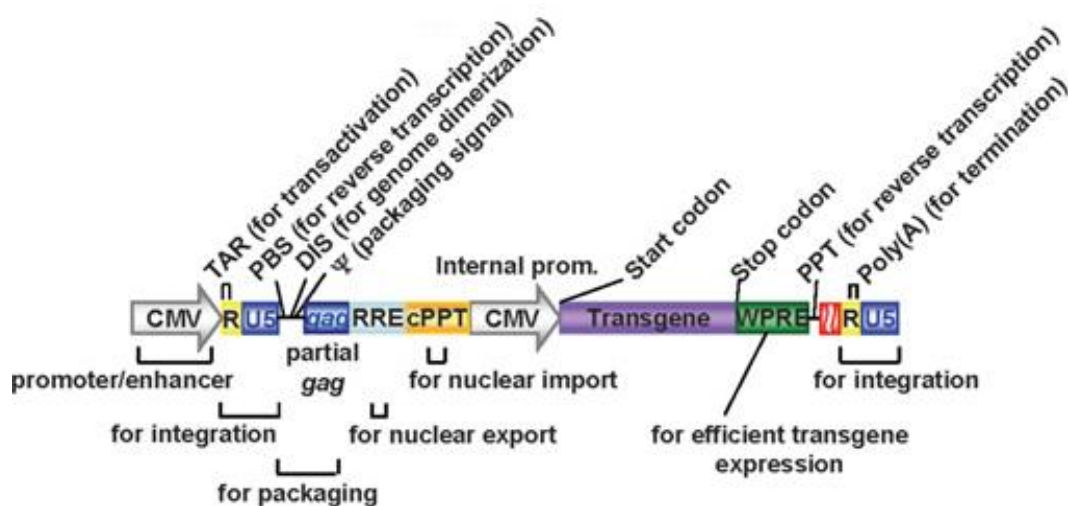 TAR (for transactivation)
PBS (for reverse transcription)
DIS (for genome dimerization)
Ψ (packaging signal)
Internal prom.
Start codon
Stop codon
PPT (for reverse transcription)
Poly(A) (for termination)
CMV R U5 gag RRE cPPT CMV Transgene WPRE R U5
promoter/enhancer
partial
gag
for nuclear import
for integration
for integration
for nuclear export
for efficient transgene
expression
for packaging